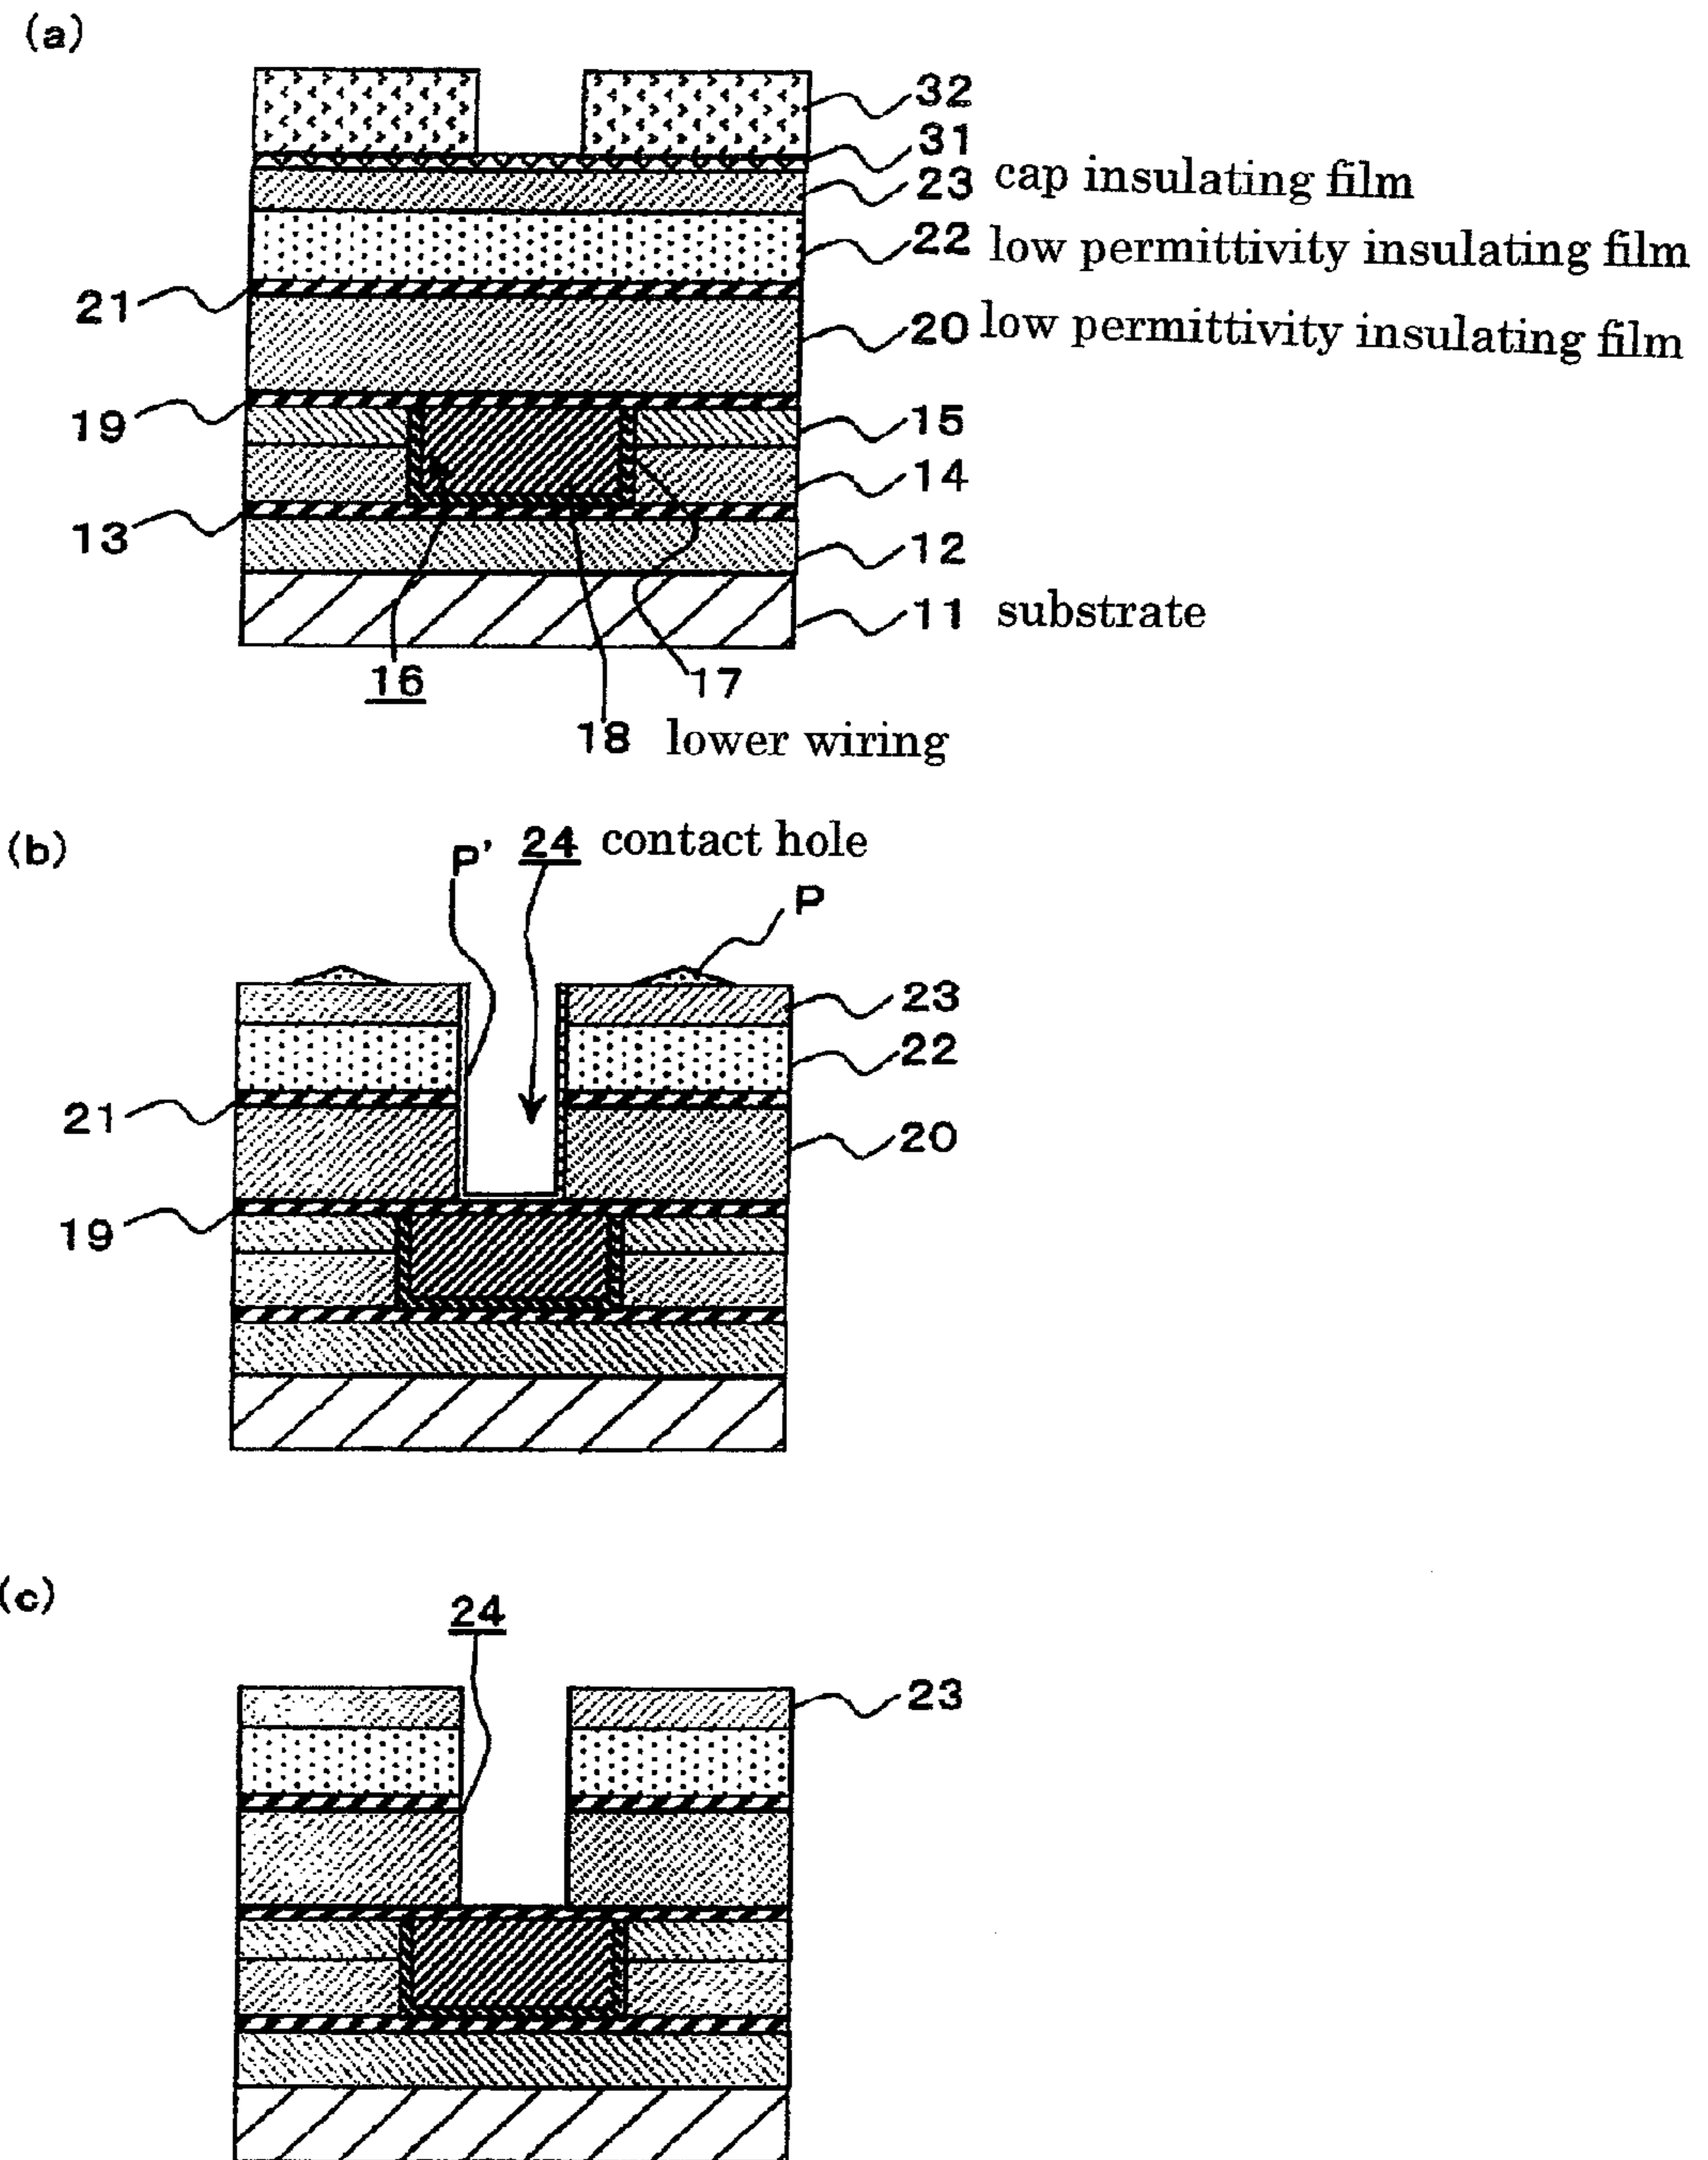 (a)
32
31
23 cap insulating film
22 low permittivity insulating film
21
20 low permittivity insulating film
19
15
14
13
12
11 substrate
16
17
18 lower wiring
(b)
P' 24 contact hole
P
23
22
21
20
19
(c)
24
23